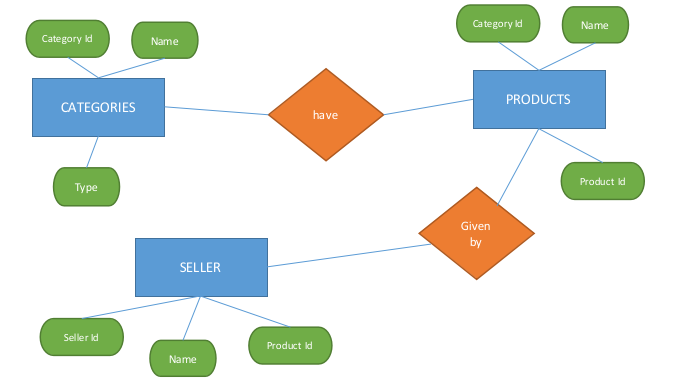 Category Id
Name
CATEGORIES
Type
have
Category Id
Name
PRODUCTS
Product Id
Given
by
SELLER
Seller Id
Name
Product Id